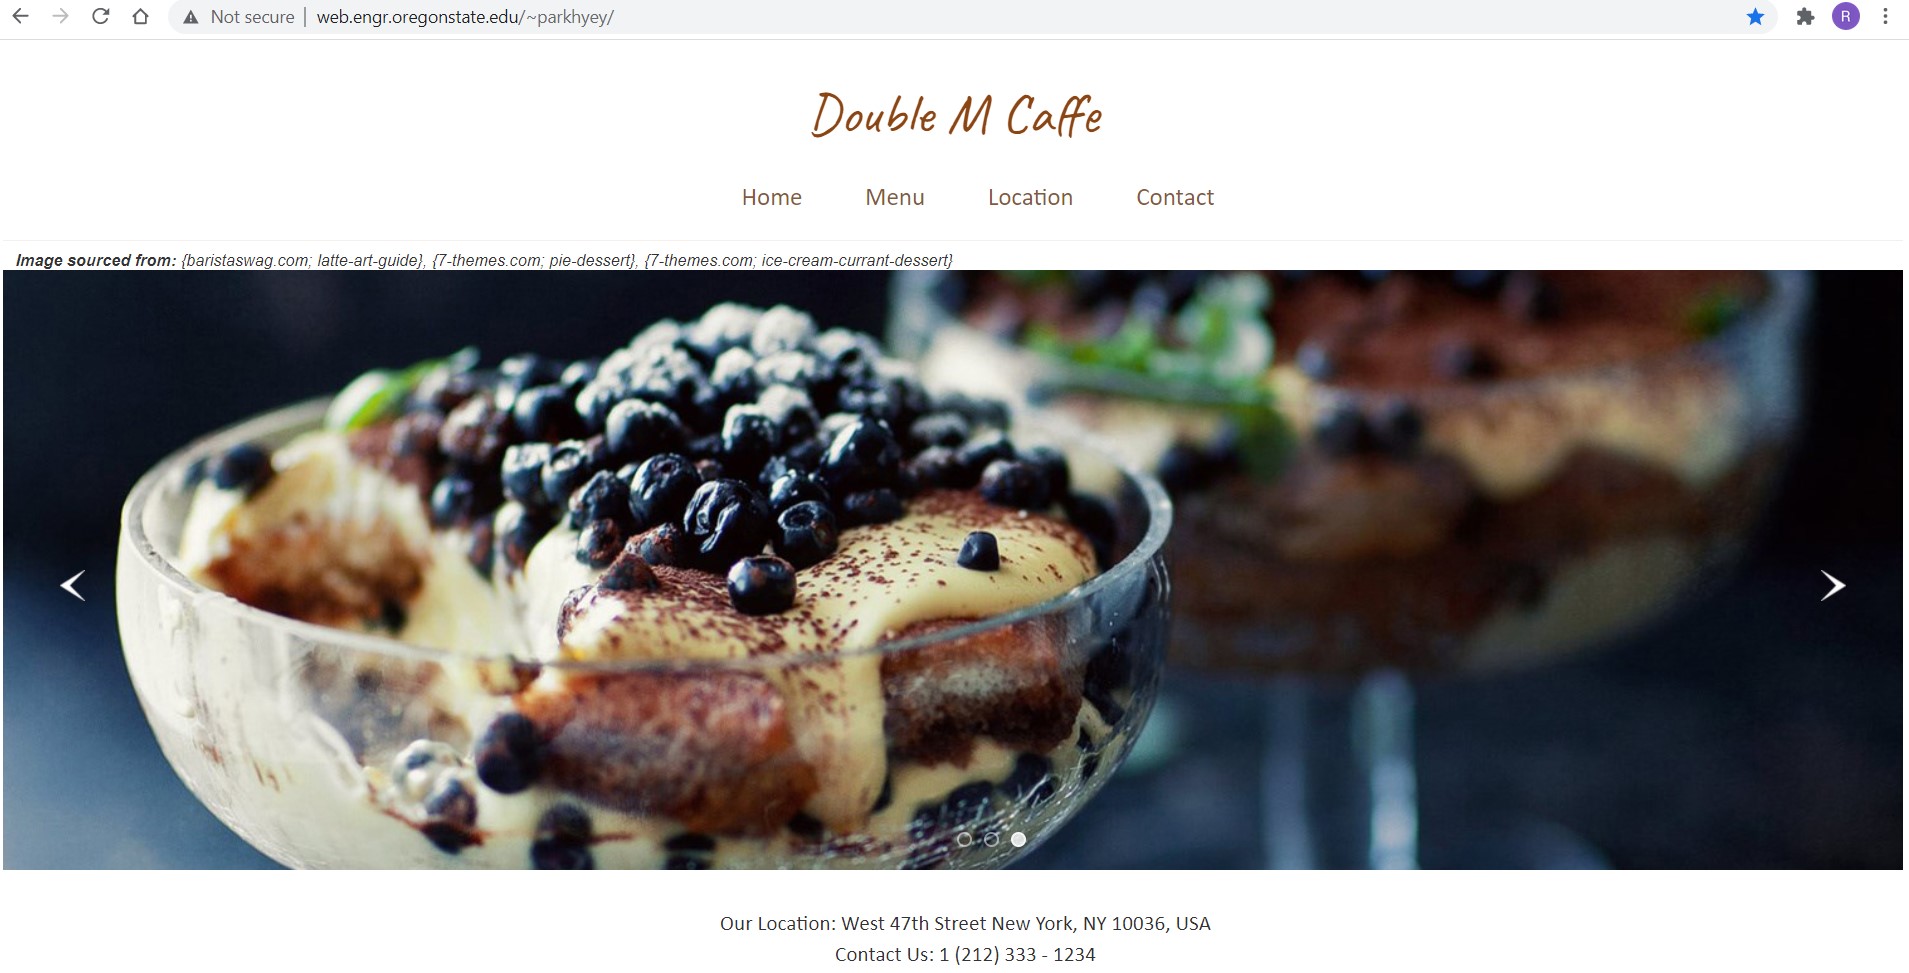 Not secure | web.engr.oregonstate.edu/~parkhyey/
R
Double M Caffe
Home Menu Location Contact
Image sourced from: {baristaswag.com; latte-art-guide}, {7-themes.com; pie-dessert}, {7-themes.com; ice-cream-currant-dessert}
Our Location: West 47th Street New York, NY 10036, USA
Contact Us: 1 (212) 333 - 1234